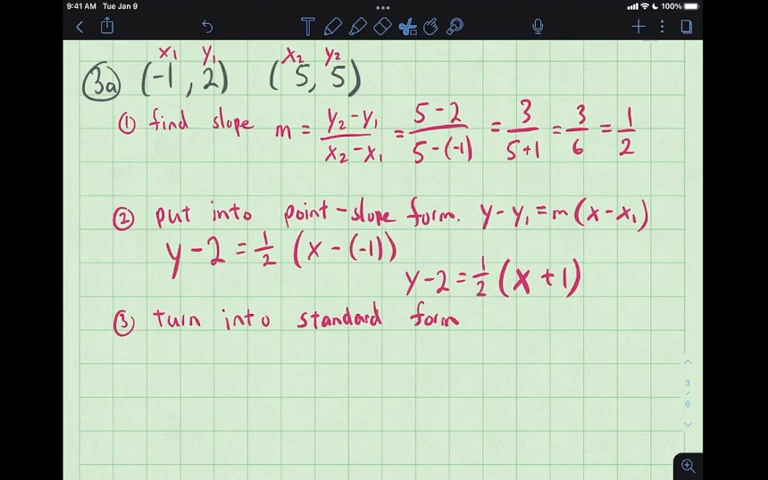 9:41 AM Tue Jan 9
100%
x₁ y₁ x₂ y₂
3a (-1, 2) (5, 5)
① find slope m = y₂-y₁/x₂-x₁ = 5-2/5-(-1) = 3/5+1 = 3/6 = 1/2
② put into point-slope form. y-y₁=m(x-x₁)
y-2=1/2 (x-(-1))
y-2=1/2 (x+1)
③ turn into standard form
3
/
6